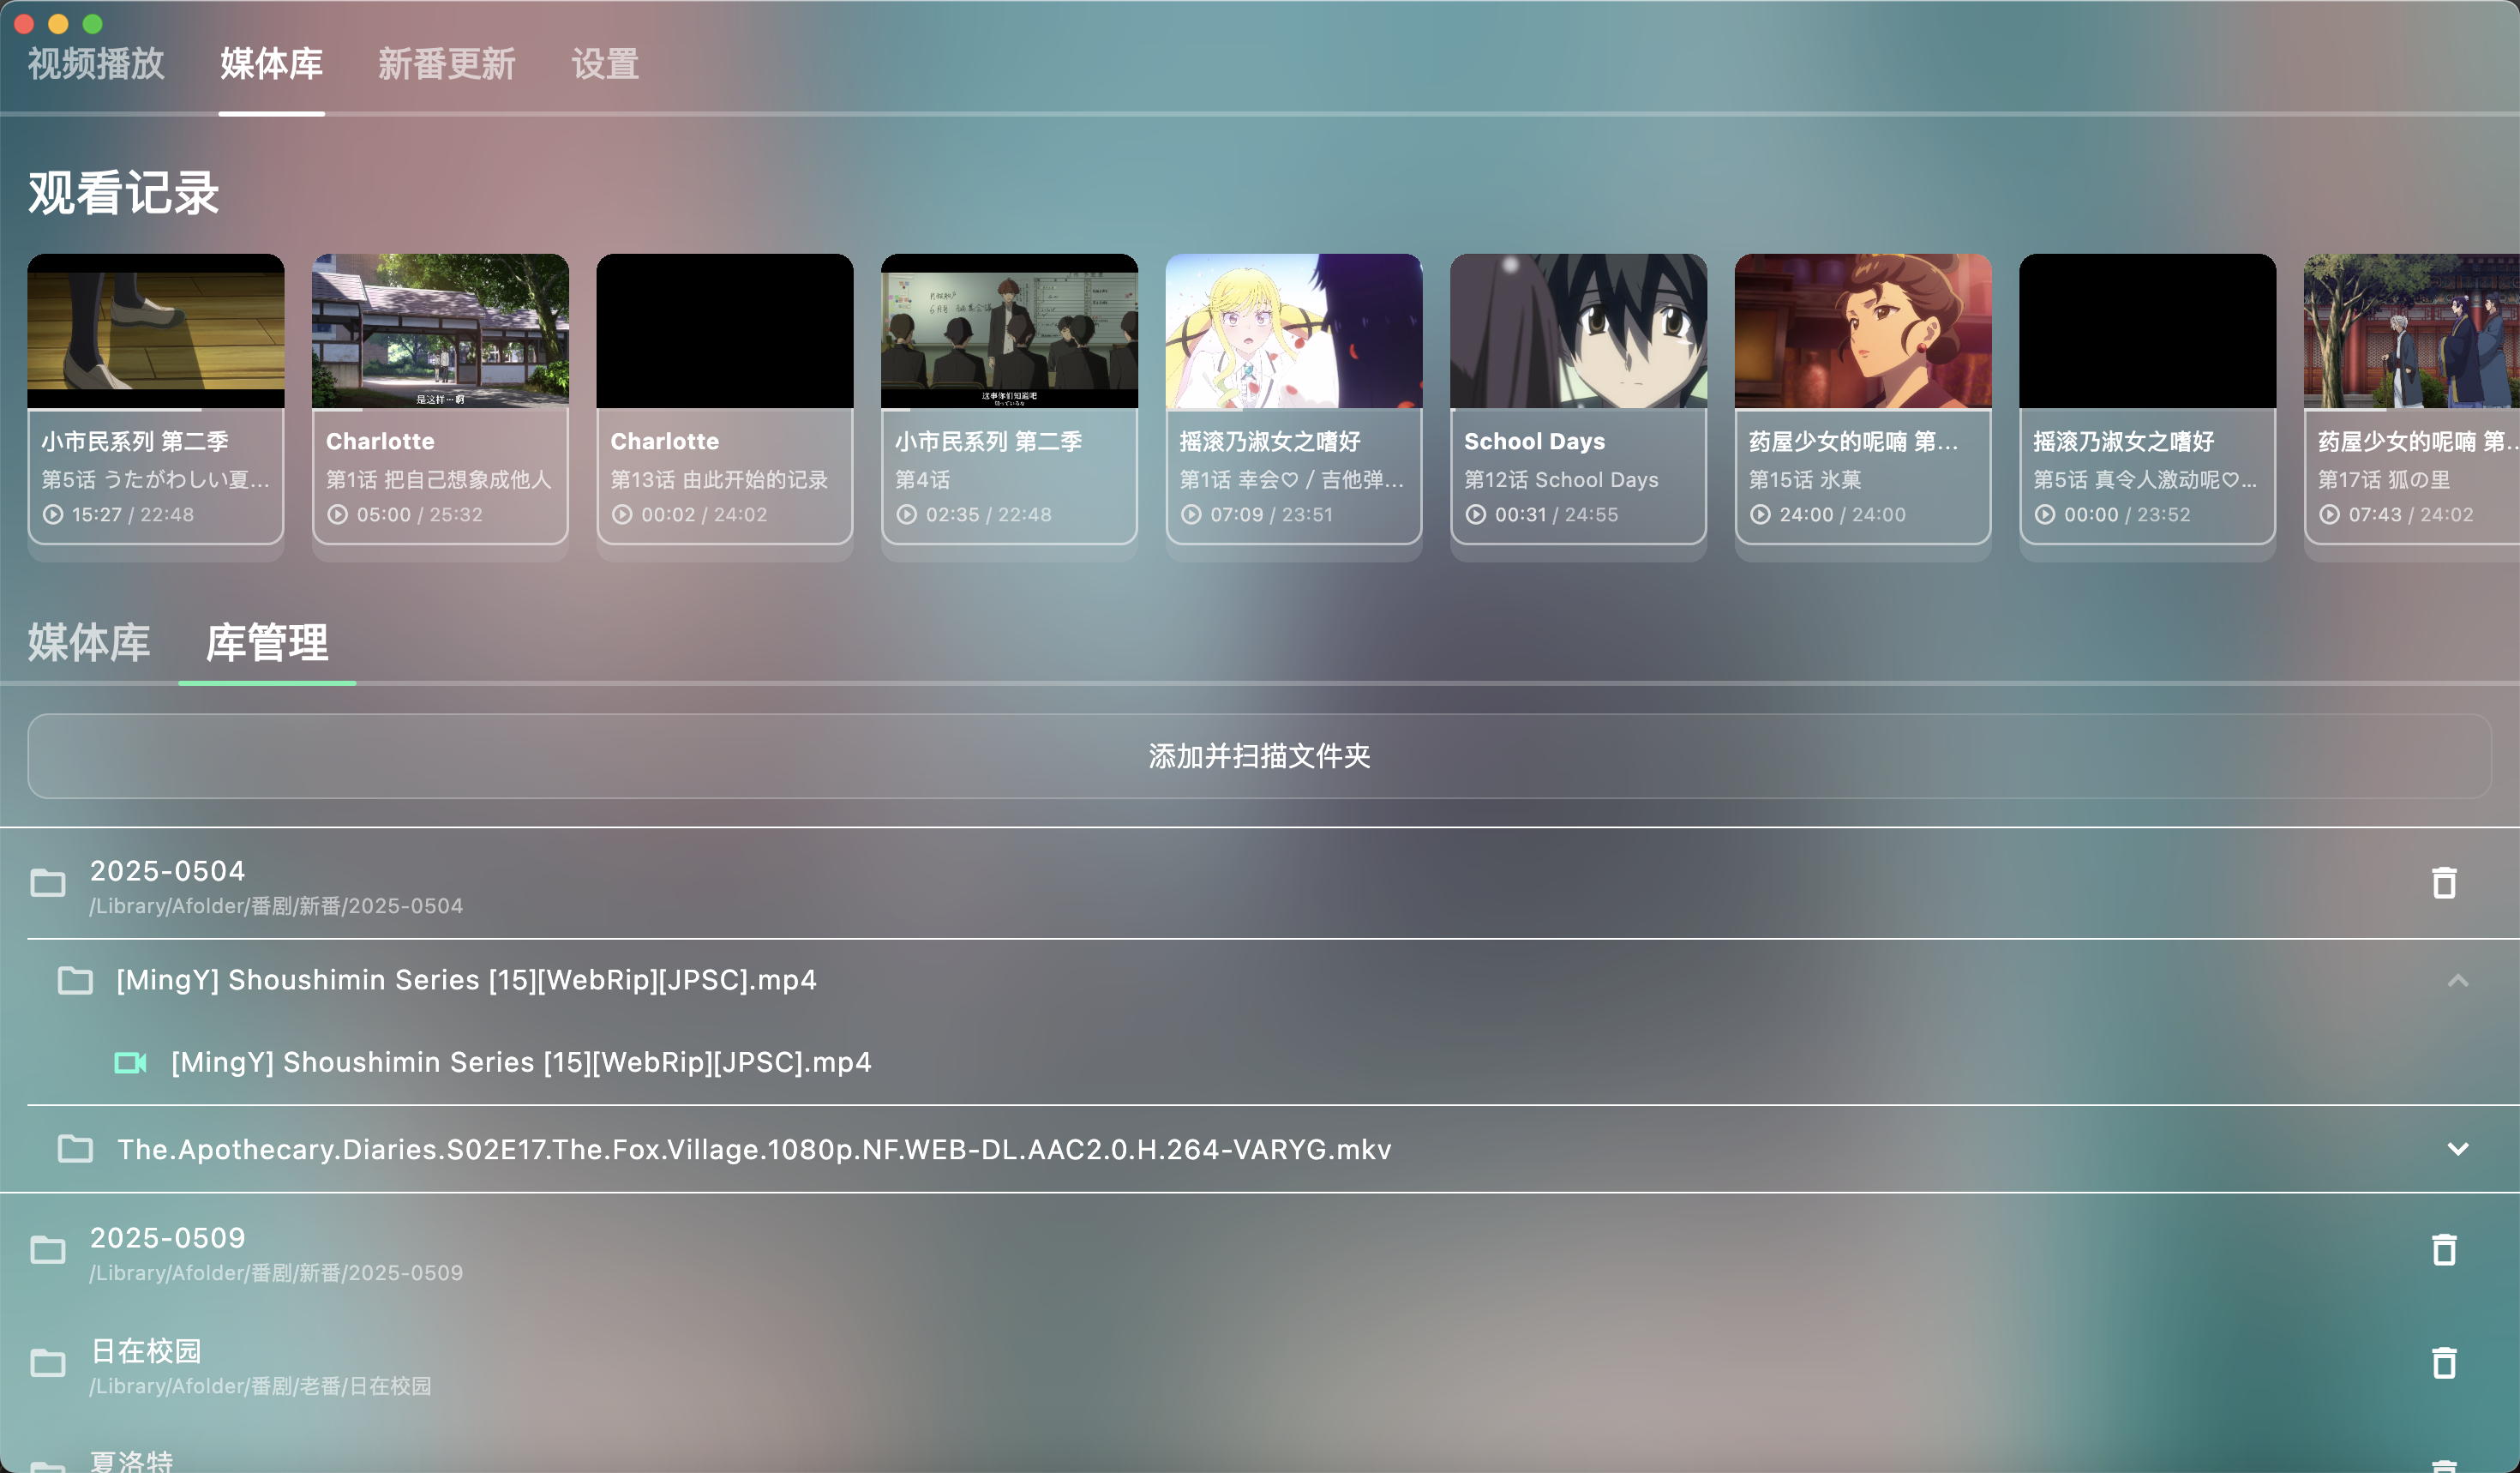 视频播放 媒体库 新番更新 设置
观看记录
是这样…啊
这事你们知道吧
小市民系列 第二季
第5话 うたがわしい夏...
15:27 / 22:48
Charlotte
第1话 把自己想象成他人
05:00 / 25:32
Charlotte
第13话 由此开始的记录
00:02 / 24:02
小市民系列 第二季
第4话
02:35 / 22:48
摇滚乃淑女之嗜好
第1话 幸会♡ / 吉他弹...
07:09 / 23:51
School Days
第12话 School Days
00:31 / 24:55
药屋少女的呢喃 第...
第15话 氷菓
24:00 / 24:00
摇滚乃淑女之嗜好
第5话 真令人激动呢♡...
00:00 / 23:52
药屋少女的呢喃 第...
第17话 狐の里
07:43 / 24:02
媒体库 库管理
添加并扫描文件夹
2025-0504
/Library/Afolder/番剧/新番/2025-0504
[MingY] Shoushimin Series [15][WebRip][JPSC].mp4
[MingY] Shoushimin Series [15][WebRip][JPSC].mp4
The.Apothecary.Diaries.S02E17.The.Fox.Village.1080p.NF.WEB-DL.AAC2.0.H.264-VARYG.mkv
2025-0509
/Library/Afolder/番剧/新番/2025-0509
日在校园
/Library/Afolder/番剧/老番/日在校园
夏洛特